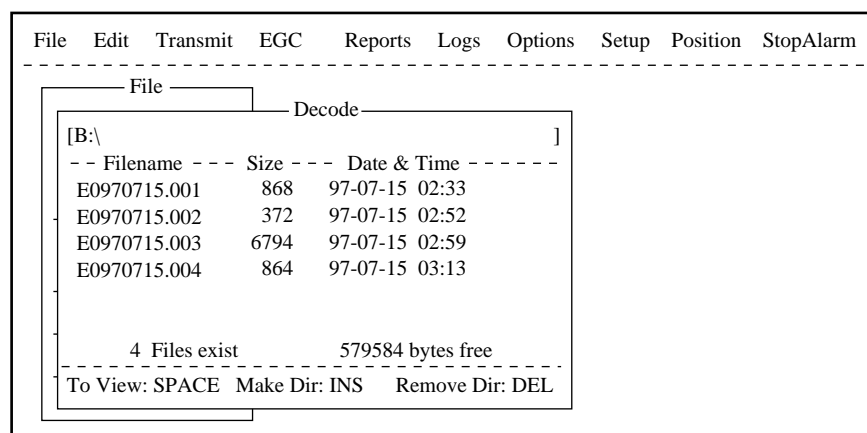 File Edit Transmit EGC Reports Logs Options Setup Position StopAlarm
File
Decode
[B:\ ]
Filename Size Date & Time
E0970715.001 868 97-07-15 02:33
E0970715.002 372 97-07-15 02:52
E0970715.003 6794 97-07-15 02:59
E0970715.004 864 97-07-15 03:13
4 Files exist 579584 bytes free
To View: SPACE Make Dir: INS Remove Dir: DEL